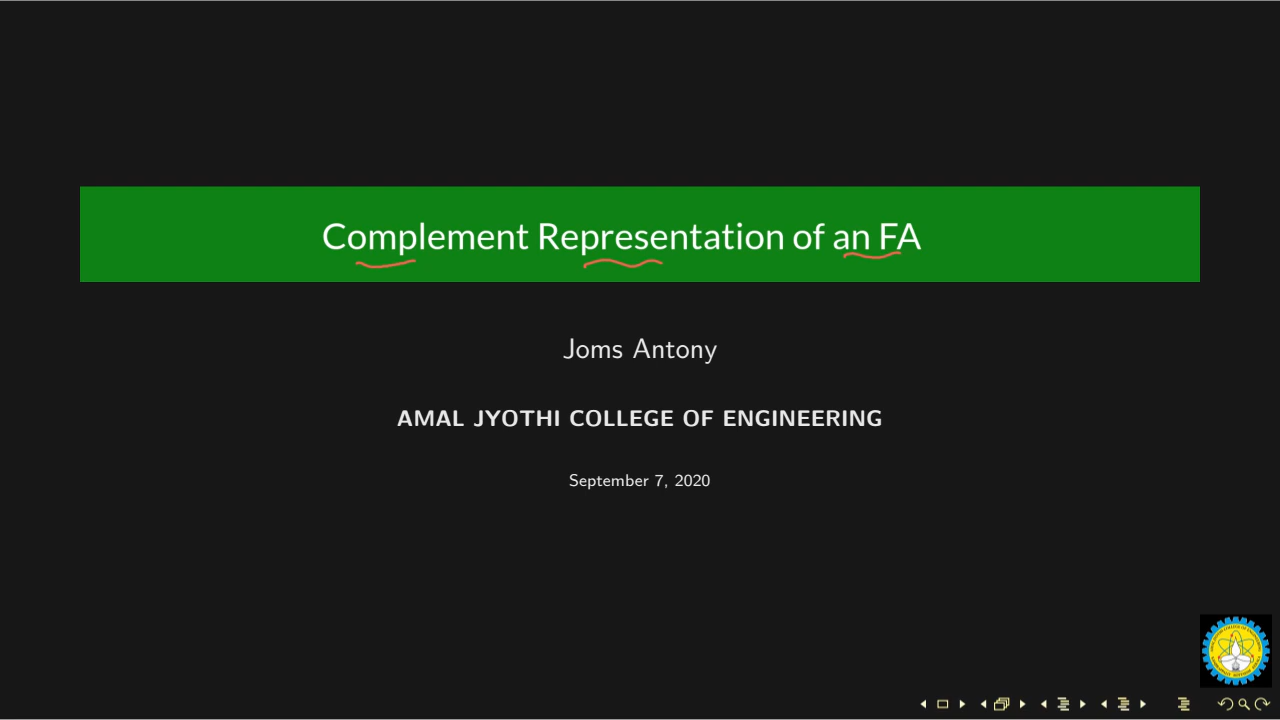 Complement Representation of an FA
Joms Antony
AMAL JYOTHI COLLEGE OF ENGINEERING
September 7, 2020